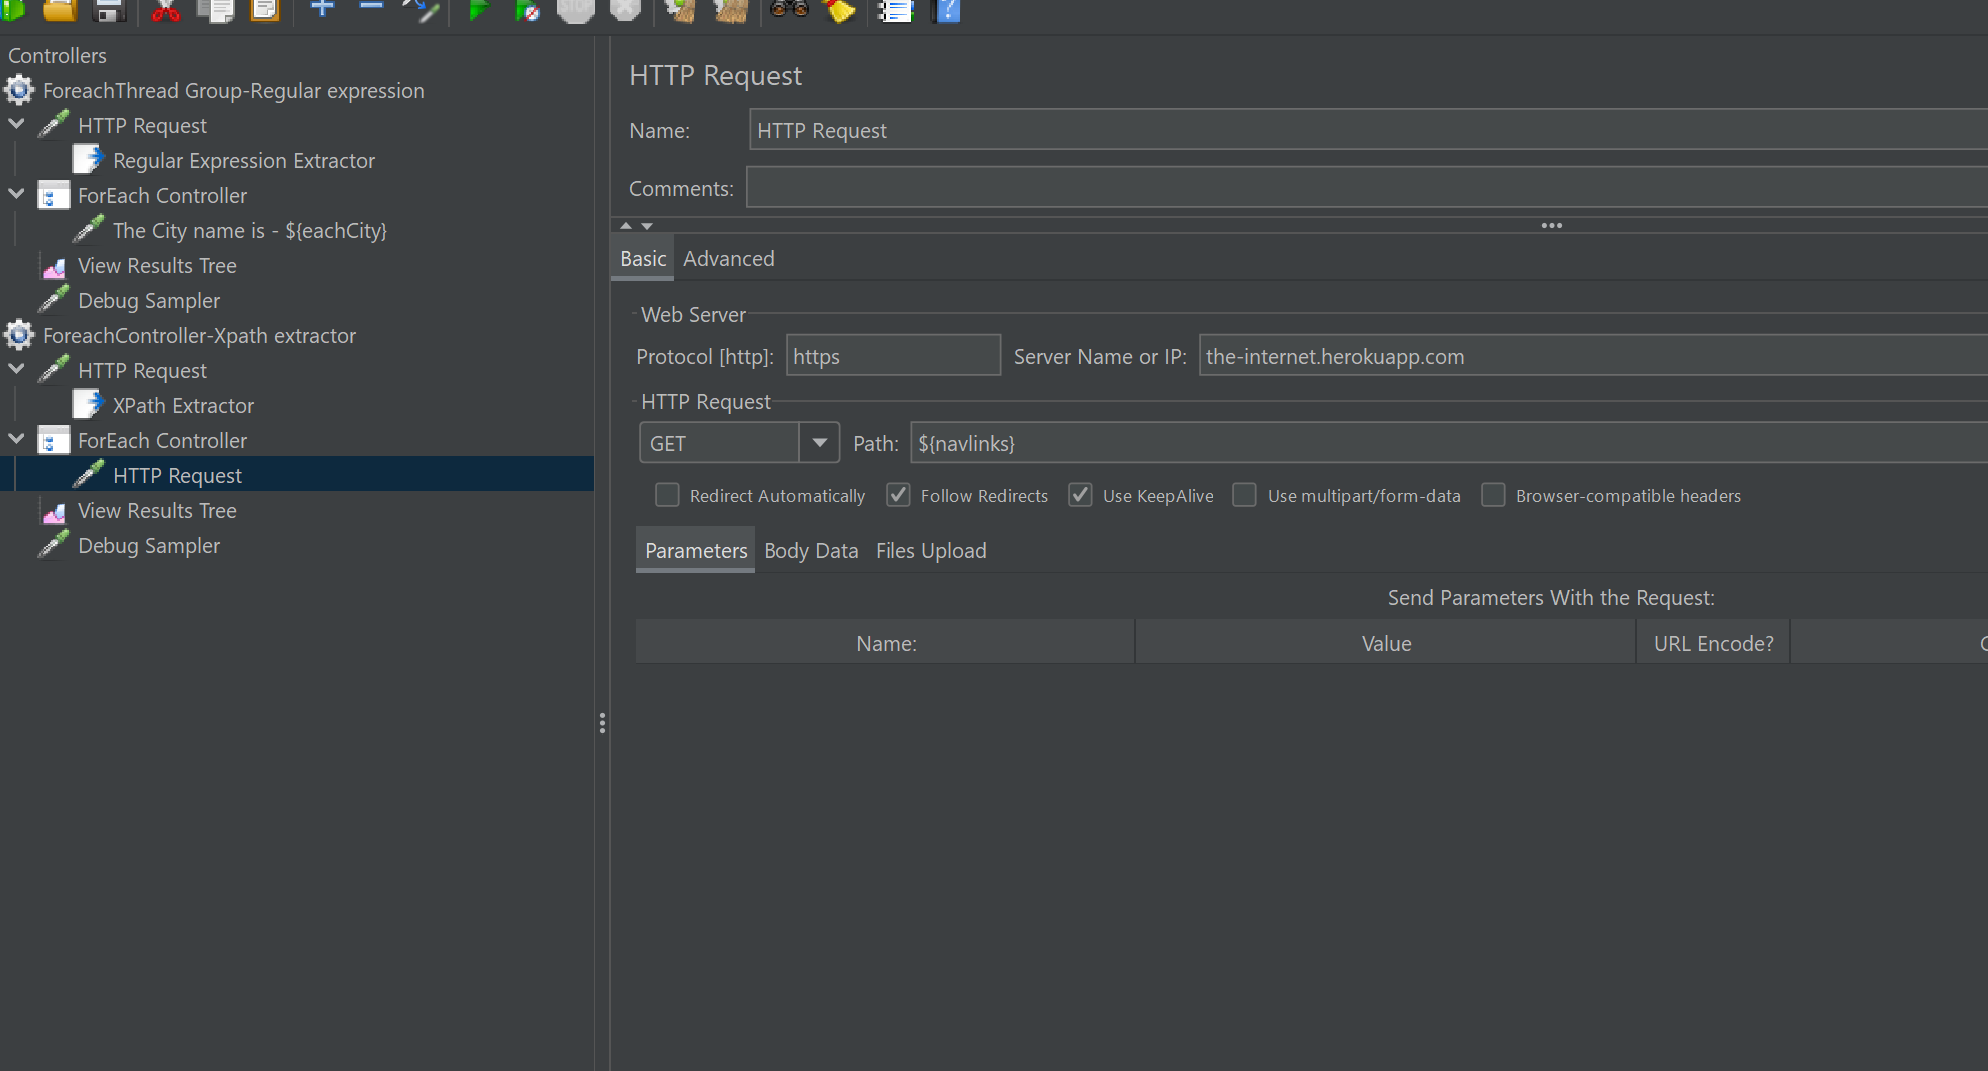 STOP
?
Controllers
ForeachThread Group-Regular expression
HTTP Request
Regular Expression Extractor
ForEach Controller
The City name is - ${eachCity}
View Results Tree
Debug Sampler
ForeachController-Xpath extractor
HTTP Request
XPath Extractor
ForEach Controller
HTTP Request
View Results Tree
Debug Sampler
HTTP Request
Name: HTTP Request
Comments:
Basic Advanced
Web Server
Protocol [http]: https Server Name or IP: the-internet.herokuapp.com
HTTP Request
GET Path: ${navlinks}
Redirect Automatically Follow Redirects Use KeepAlive Use multipart/form-data Browser-compatible headers
Parameters Body Data Files Upload
Send Parameters With the Request:
Name: Value URL Encode?